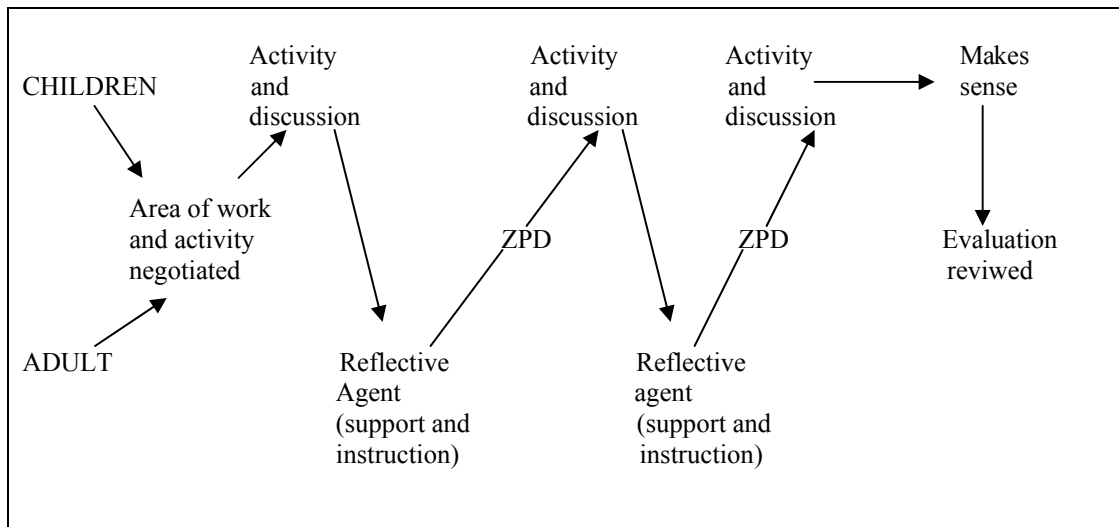 CHILDREN
ADULT
Area of work
and activity
negotiated
Activity
and
discussion
Reflective
Agent
(support and
instruction)
ZPD
Activity
and
discussion
Reflective
agent
(support and
instruction)
ZPD
Activity
and
discussion
Makes
sense
Evaluation
reviwed